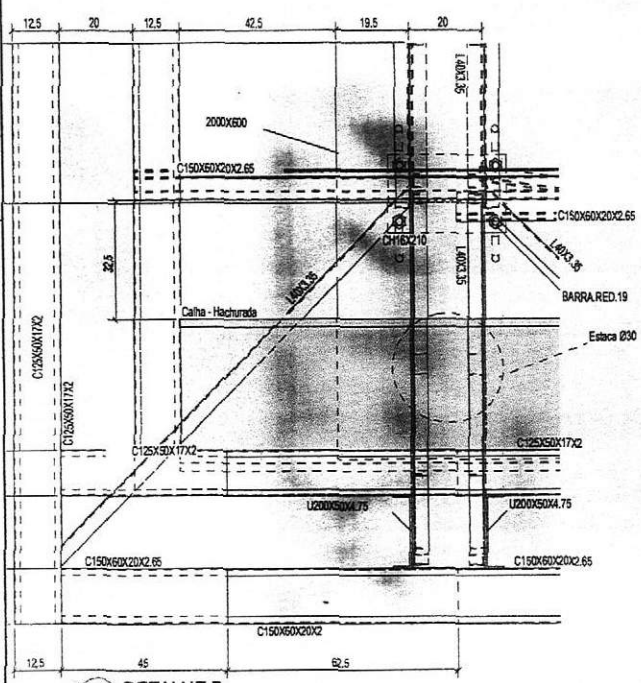 12.5 20 12.5 42.5 19.5 20
L40X3.35
2000X600
C150X60X20X2.65
C150X60X20X2.65
CH16X210
L40X3.35
L40X3.35
L40X3.35
32.5
BARRA.RED.19
Calha - Hachurada
Estaca Ø30
C125X50X17X2
C125X50X17X2
C125X50X17X2
C125X50X17X2
U200X50X4.75
U200X50X4.75
C150X60X20X2.65
C150X60X20X2.65
C150X60X20X2
12.5 45 62.5